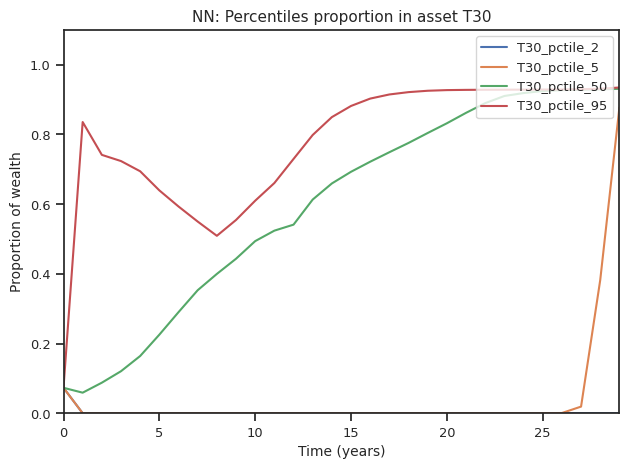 NN: Percentiles proportion in asset T30
T30_pctile_2
T30_pctile_5
T30_pctile_50
T30_pctile_95
1.0
0.8
0.6
0.4
0.2
0.0
Proportion of wealth
0 5 10 15 20 25
Time (years)